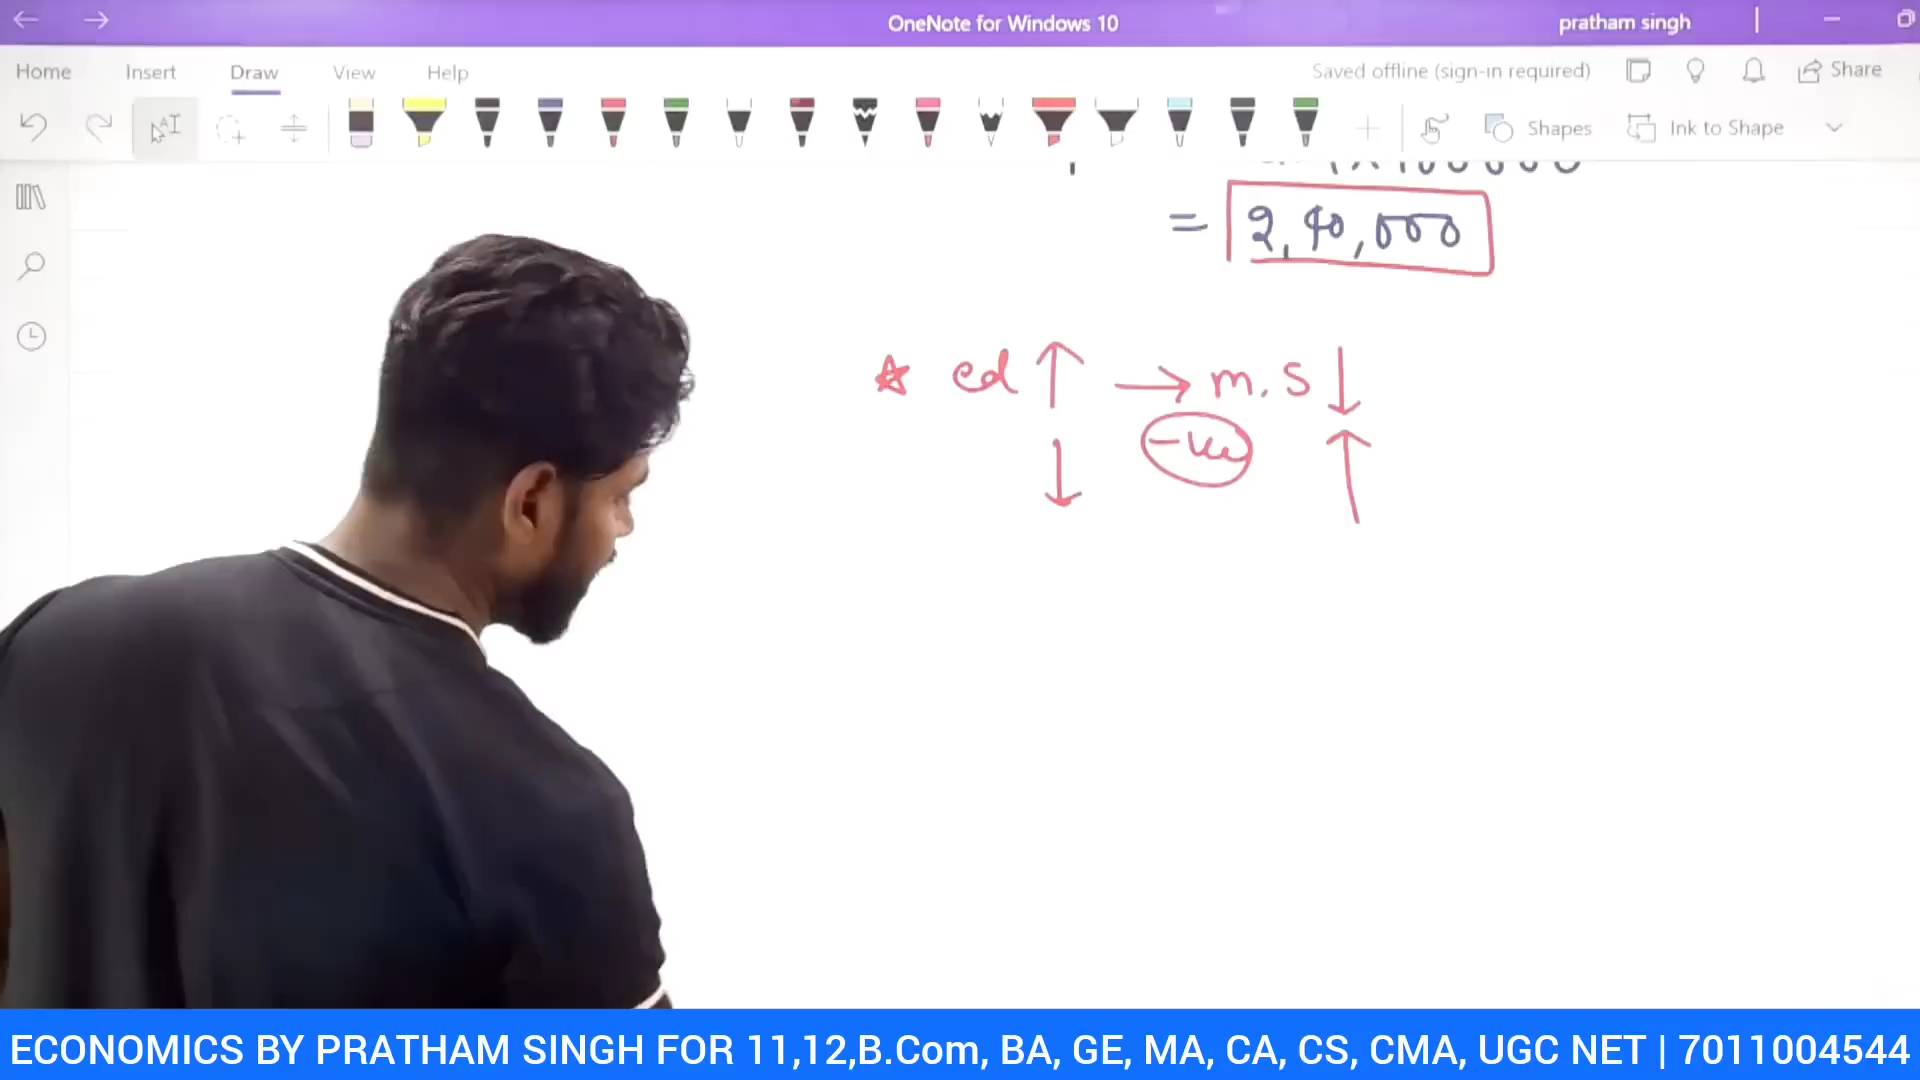 OneNote for Windows 10
pratham singh
Home Insert Draw View Help
Saved offline (sign-in required) Share
Shapes Ink to Shape
= 2,40,000
☆ cd ↑ → m.s ↓
↓ -ve ↑
ECONOMICS BY PRATHAM SINGH FOR 11,12,B.Com, BA, GE, MA, CA, CS, CMA, UGC NET | 7011004544